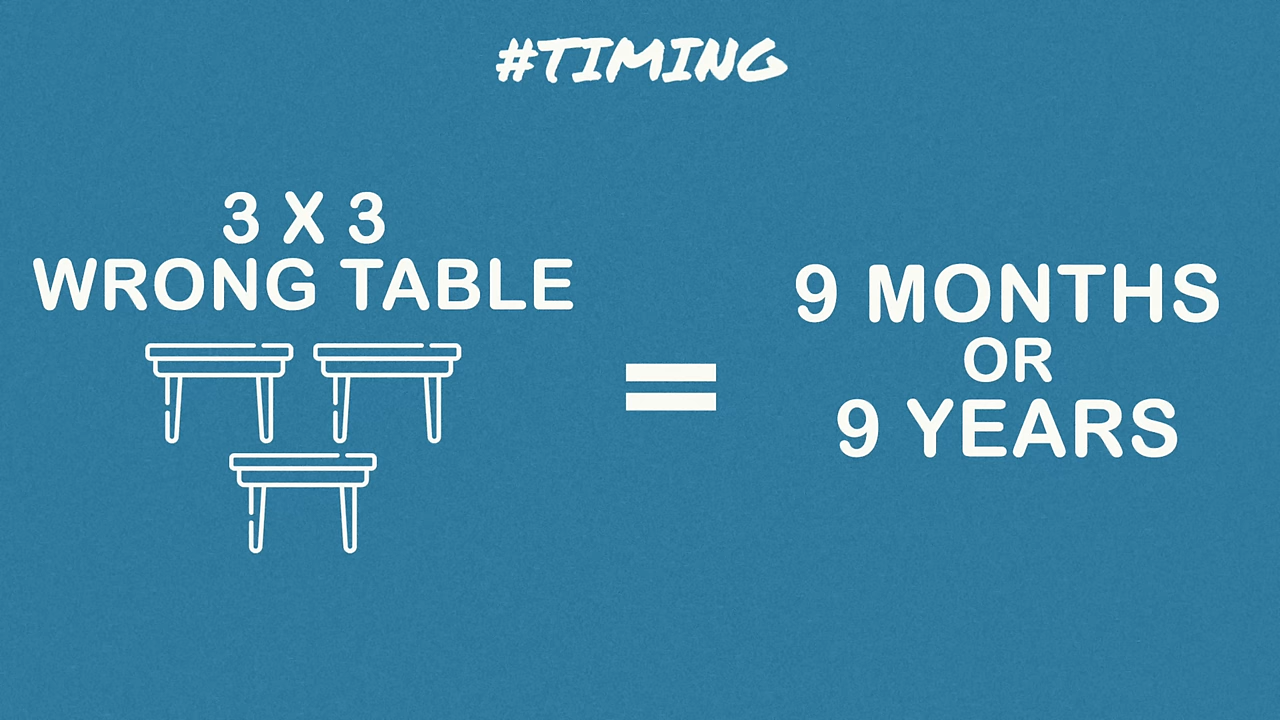 #TIMING
3 X 3
WRONG TABLE
=
9 MONTHS
OR
9 YEARS